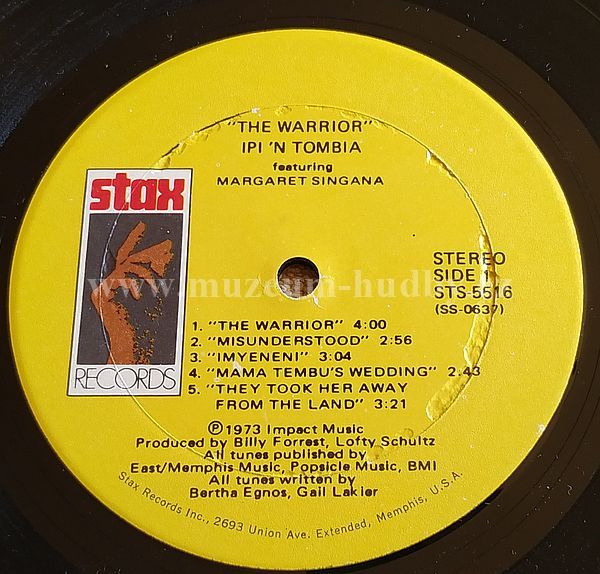 "THE WARRIOR"
IPI 'N TOMBIA
featuring
MARGARET SINGANA
stax
RECORDS
STEREO
SIDE 1
STS-5516
(SS-0637)
www.muzeum-hudby.cz
1. "THE WARRIOR" 4:00
2. "MISUNDERSTOOD" 2:56
3. "IMYENENI" 3:04
4. "MAMA TEMBU'S WEDDING" 2:43
5. "THEY TOOK HER AWAY
FROM THE LAND" 3:21
Ⓟ1973 Impact Music
Produced by Billy Forrest, Lofty Schultz
All tunes published by
East/Memphis Music, Popsicle Music, BMI
All tunes written by
Bertha Egnos, Gail Lakier
Stax Records Inc., 2693 Union Ave. Extended, Memphis, U.S.A.